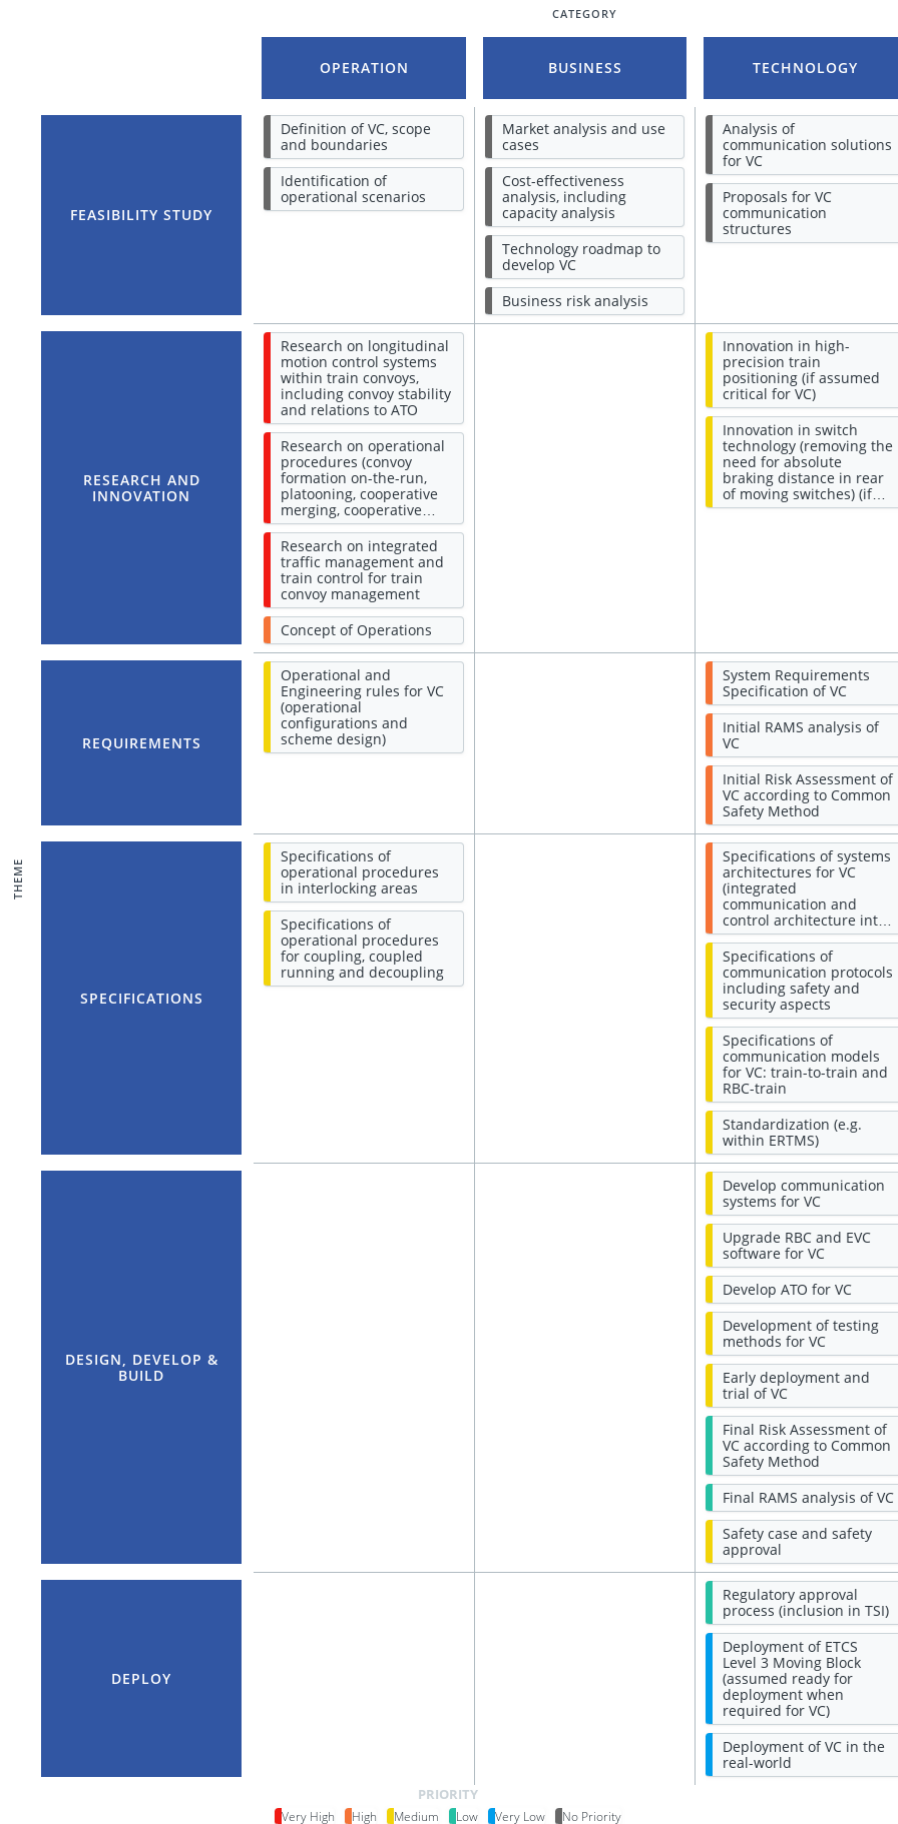 CATEGORY
OPERATION
BUSINESS
TECHNOLOGY
THEME
FEASIBILITY STUDY
Definition of VC, scope
and boundaries
Identification of
operational scenarios
Market analysis and use
cases
Cost-effectiveness
analysis, including
capacity analysis
Technology roadmap to
develop VC
Business risk analysis
Analysis of
communication solutions
for VC
Proposals for VC
communication
structures
RESEARCH AND
INNOVATION
Research on longitudinal
motion control systems
within train convoys,
including convoy stability
and relations to ATO
Research on operational
procedures (convoy
formation on-the-run,
platooning, cooperative
merging, cooperative...
Research on integrated
traffic management and
train control for train
convoy management
Concept of Operations
Innovation in high-
precision train
positioning (if assumed
critical for VC)
Innovation in switch
technology (removing the
need for absolute
braking distance in rear
of moving switches) (if...
REQUIREMENTS
Operational and
Engineering rules for VC
(operational
configurations and
scheme design)
System Requirements
Specification of VC
Initial RAMS analysis of
VC
Initial Risk Assessment of
VC according to Common
Safety Method
SPECIFICATIONS
Specifications of
operational procedures
in interlocking areas
Specifications of
operational procedures
for coupling, coupled
running and decoupling
Specifications of systems
architectures for VC
(integrated
communication and
control architecture int...
Specifications of
communication protocols
including safety and
security aspects
Specifications of
communication models
for VC: train-to-train and
RBC-train
Standardization (e.g.
within ERTMS)
DESIGN, DEVELOP &
BUILD
Develop communication
systems for VC
Upgrade RBC and EVC
software for VC
Develop ATO for VC
Development of testing
methods for VC
Early deployment and
trial of VC
Final Risk Assessment of
VC according to Common
Safety Method
Final RAMS analysis of VC
Safety case and safety
approval
DEPLOY
Regulatory approval
process (inclusion in TSI)
Deployment of ETCS
Level 3 Moving Block
(assumed ready for
deployment when
required for VC)
Deployment of VC in the
real-world
PRIORITY
Very High High Medium Low Very Low No Priority